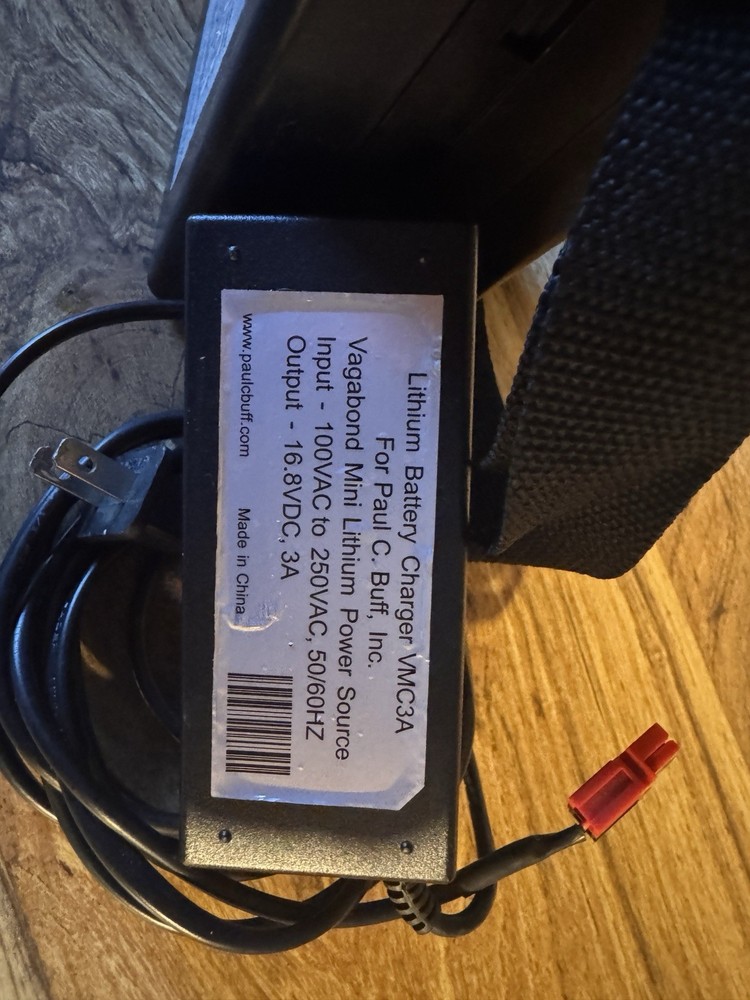 Lithium Battery Charger VMC3A
For Paul C. Buff, Inc.
Vagabond Mini Lithium Power Source
Input - 100VAC to 250VAC, 50/60HZ
Output - 16.8VDC, 3A
www.paulcbuff.com Made in China